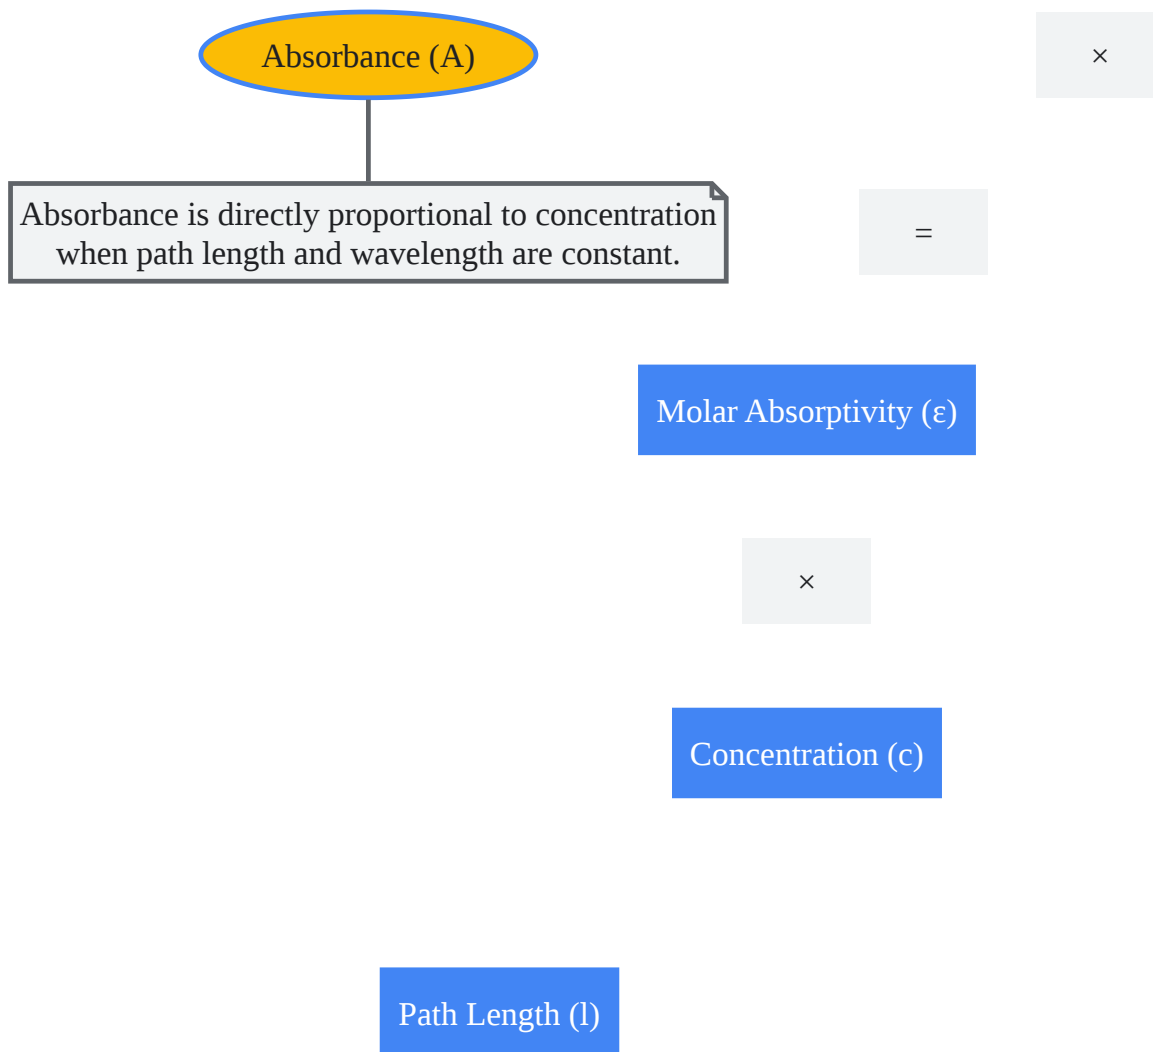 Absorbance (A)
×
Absorbance is directly proportional to concentration
when path length and wavelength are constant.
=
Molar Absorptivity (ε)
×
Concentration (c)
Path Length (l)